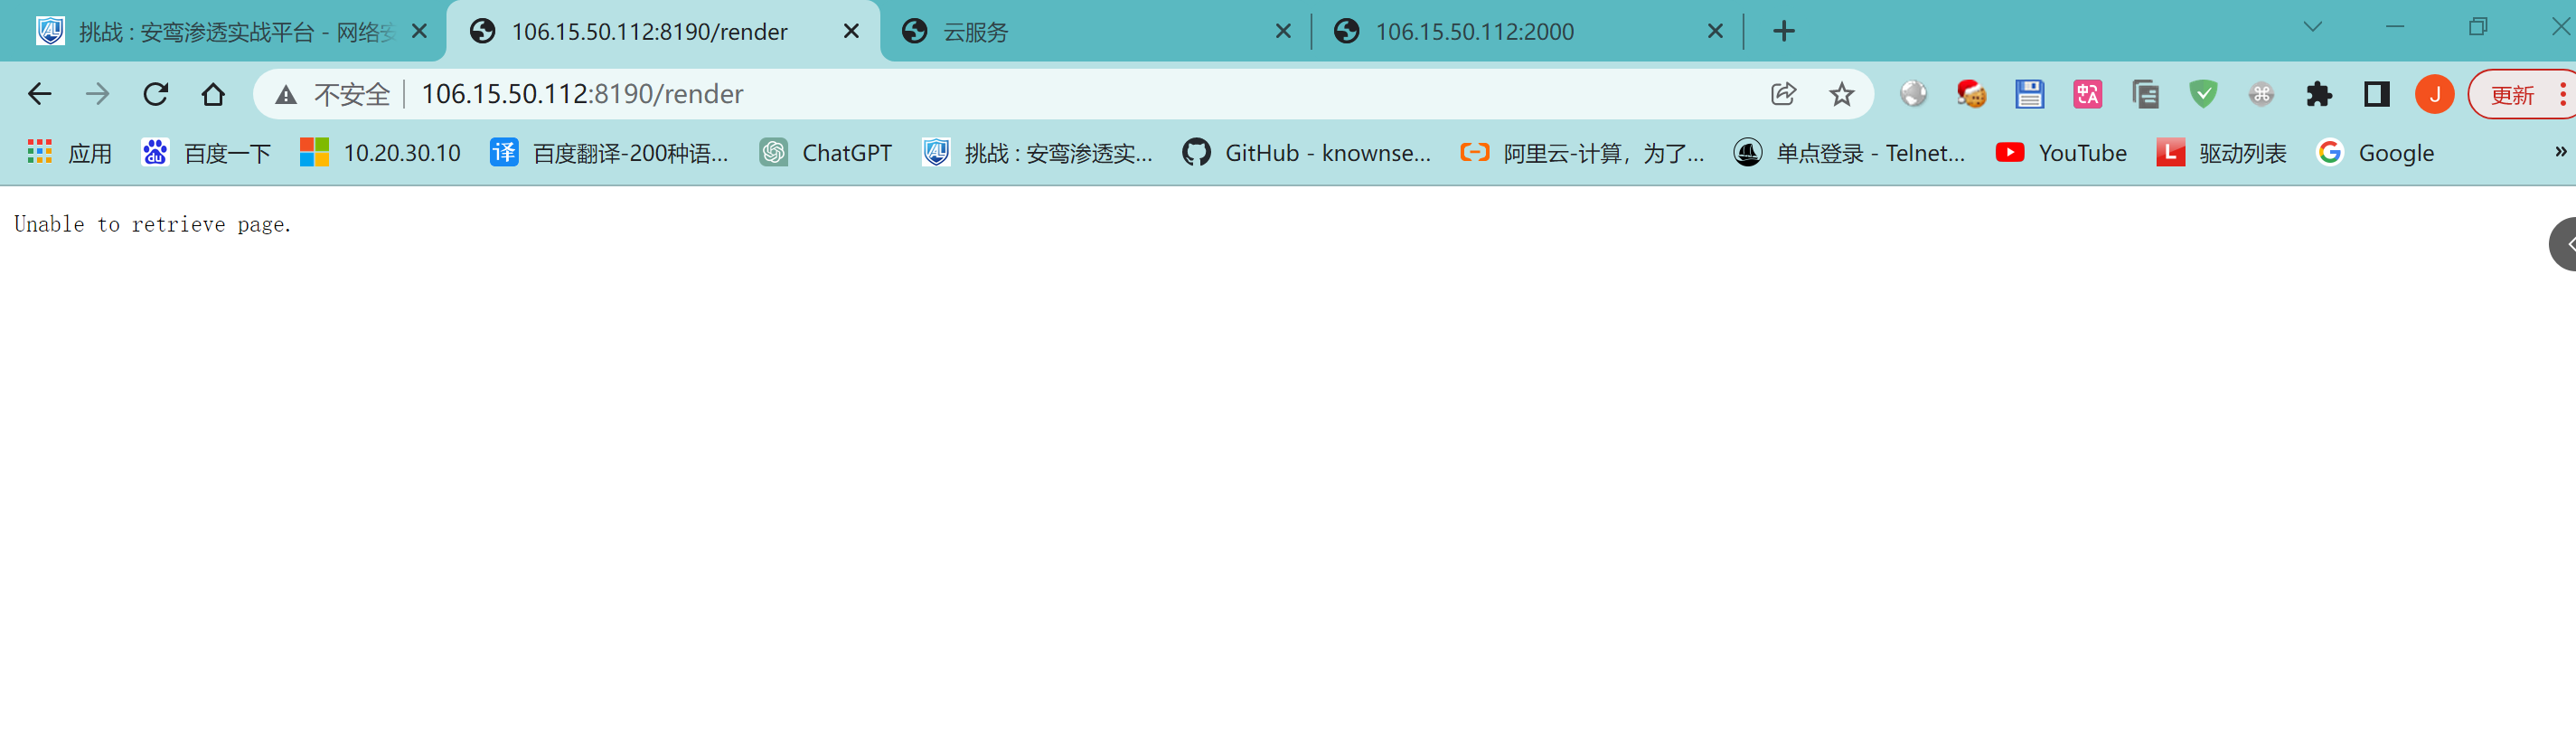 挑战 : 安鸾渗透实战平台 - 网络安
106.15.50.112:8190/render
云服务
106.15.50.112:2000
不安全
106.15.50.112:8190/render
J
更新
应用
百度一下
10.20.30.10
译 百度翻译-200种语...
ChatGPT
挑战 : 安鸾渗透实...
GitHub - knownse...
阿里云-计算，为了...
单点登录 - Telnet...
YouTube
L 驱动列表
Google
»
Unable to retrieve page.